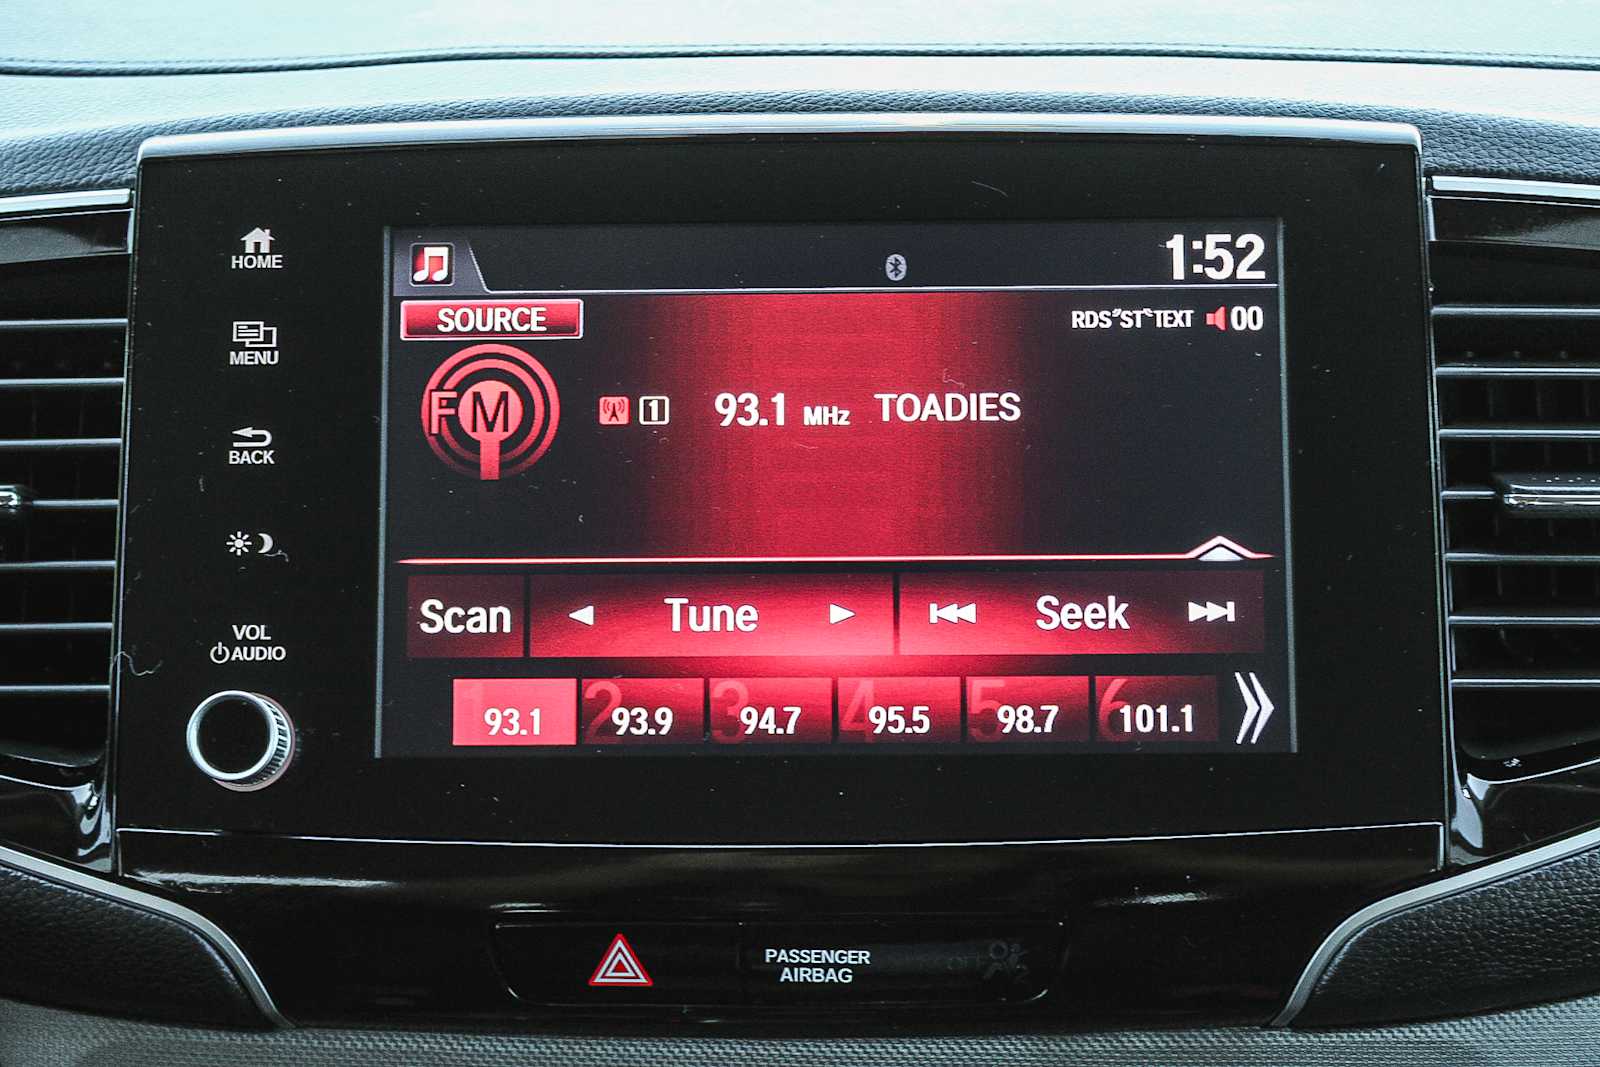 HOME
MENU
BACK
VOL
AUDIO
1:52
SOURCE
RDS ST TEXT 00
FM
1 93.1 MHz TOADIES
Scan Tune Seek
1 2 3 4 5 6
93.1 93.9 94.7 95.5 98.7 101.1
PASSENGER
AIRBAG
OFF